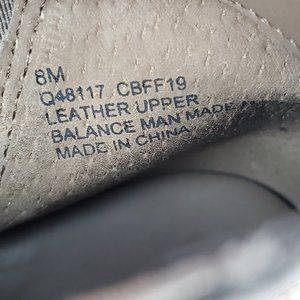 8M
Q48117 CBFF19
LEATHER UPPER
BALANCE MAN MADE
MADE IN CHINA